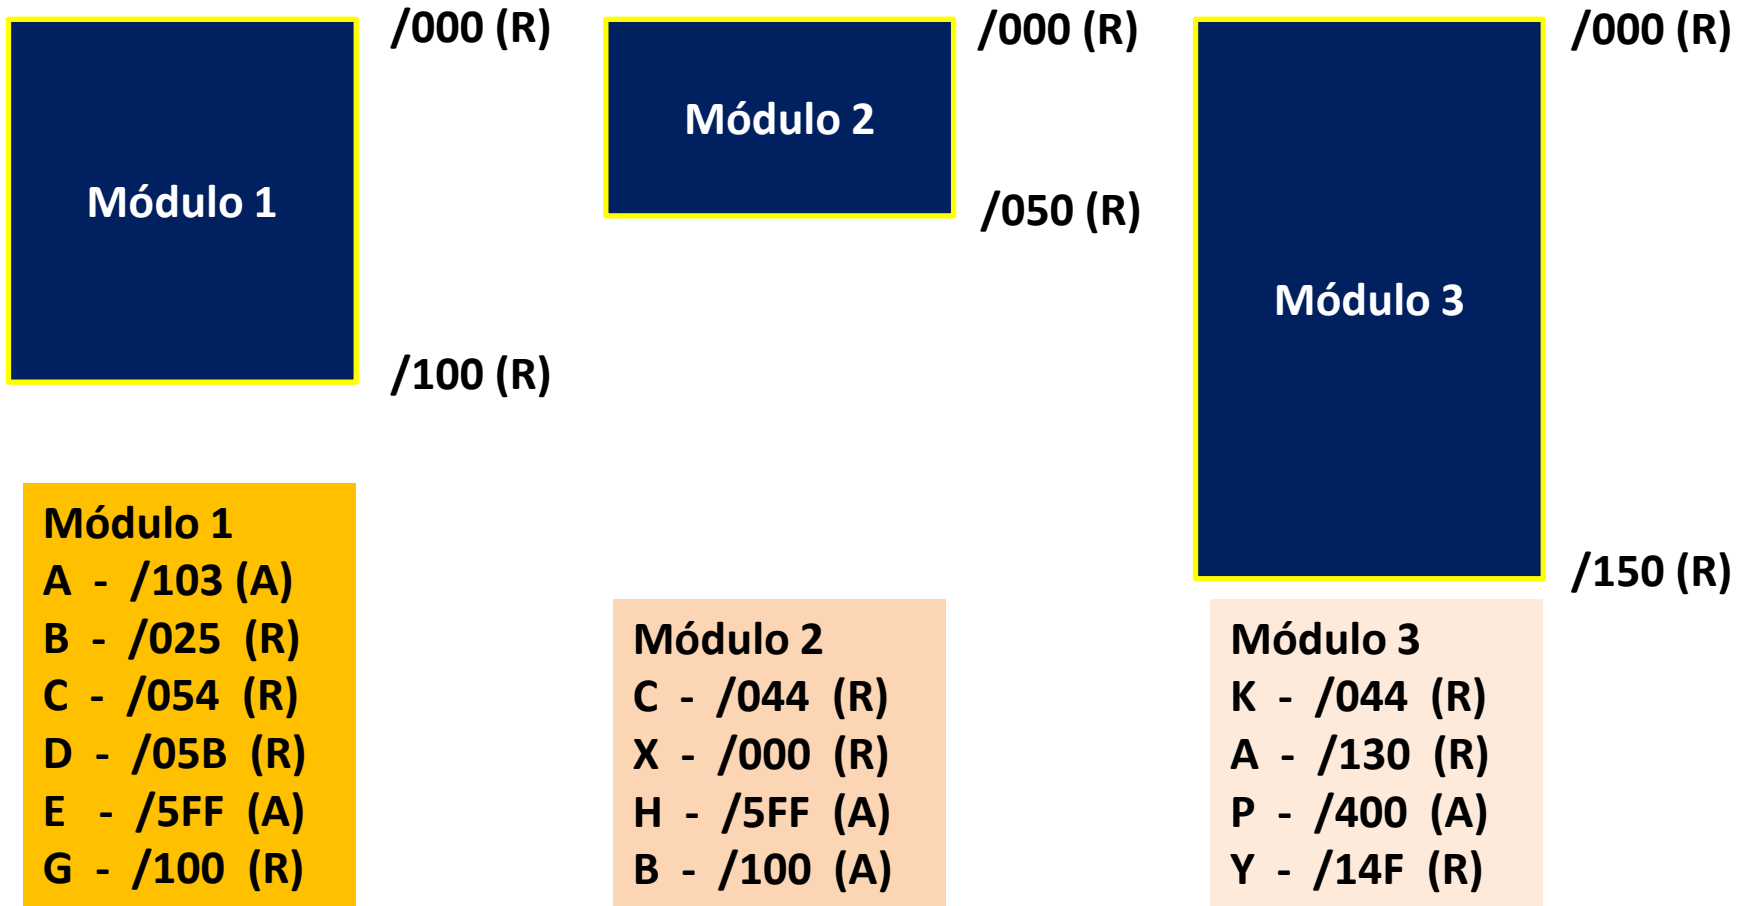 Módulo 1
/000 (R)
/100 (R)
Módulo 2
/000 (R)
/050 (R)
Módulo 3
/000 (R)
/150 (R)
Módulo 1
A - /103 (A)
B - /025 (R)
C - /054 (R)
D - /05B (R)
E - /5FF (A)
G - /100 (R)
Módulo 2
C - /044 (R)
X - /000 (R)
H - /5FF (A)
B - /100 (A)
Módulo 3
K - /044 (R)
A - /130 (R)
P - /400 (A)
Y - /14F (R)